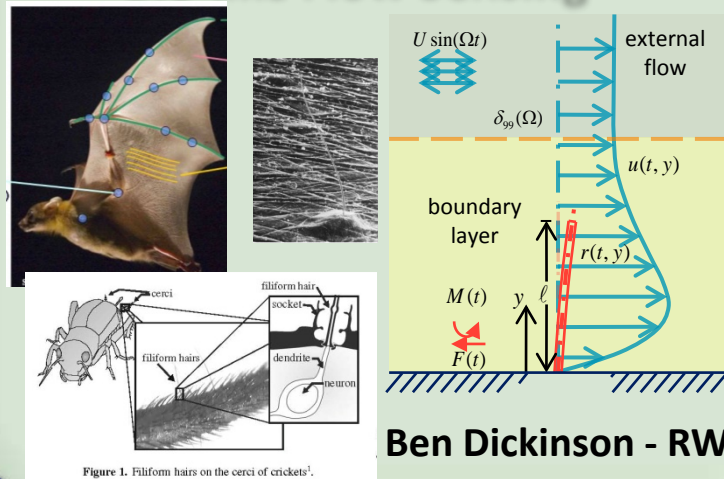 U sin(Ωt)
external
flow
δ₉₉(Ω)
u(t, y)
boundary
layer
r(t, y)
M(t)
y
ℓ
F(t)
cerci
filiform hair
socket
dendrite
neuron
filiform hairs
Figure 1. Filiform hairs on the cerci of crickets¹.
Ben Dickinson - RW